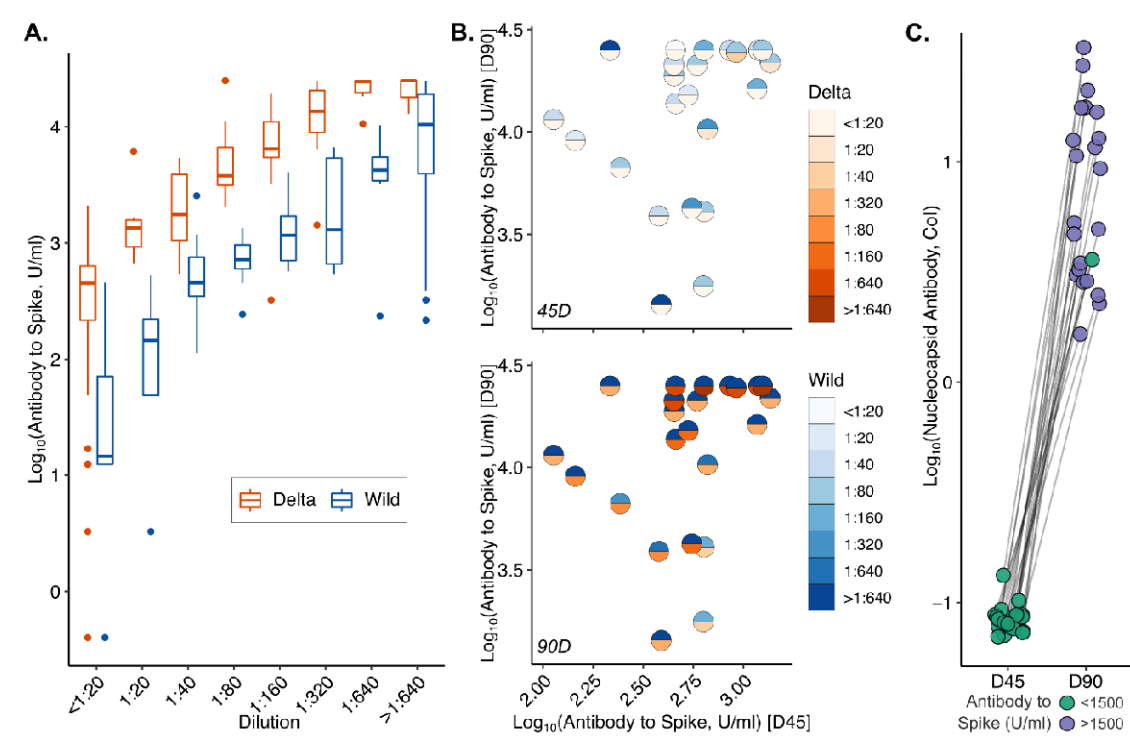 A.
Log10(Antibody to Spike, U/ml)
4
3
2
1
0
Delta
Wild
<1:20
1:20
1:40
1:80
1:160
1:320
1:640
>1:640
Dilution
B.
Log10(Antibody to Spike, U/ml) [D90]
4.5
4.0
3.5
45D
Delta
<1:20
1:20
1:40
1:320
1:80
1:160
1:640
>1:640
Log10(Antibody to Spike, U/ml) [D90]
4.5
4.0
3.5
90D
2.00
2.25
2.50
2.75
3.00
Log10(Antibody to Spike, U/ml) [D45]
Wild
<1:20
1:20
1:40
1:80
1:160
1:320
1:640
>1:640
C.
Log10(Nucleocapsid Antibody, CoI)
1
0
−1
D45
D90
Antibody to
Spike (U/ml)
<1500
>1500